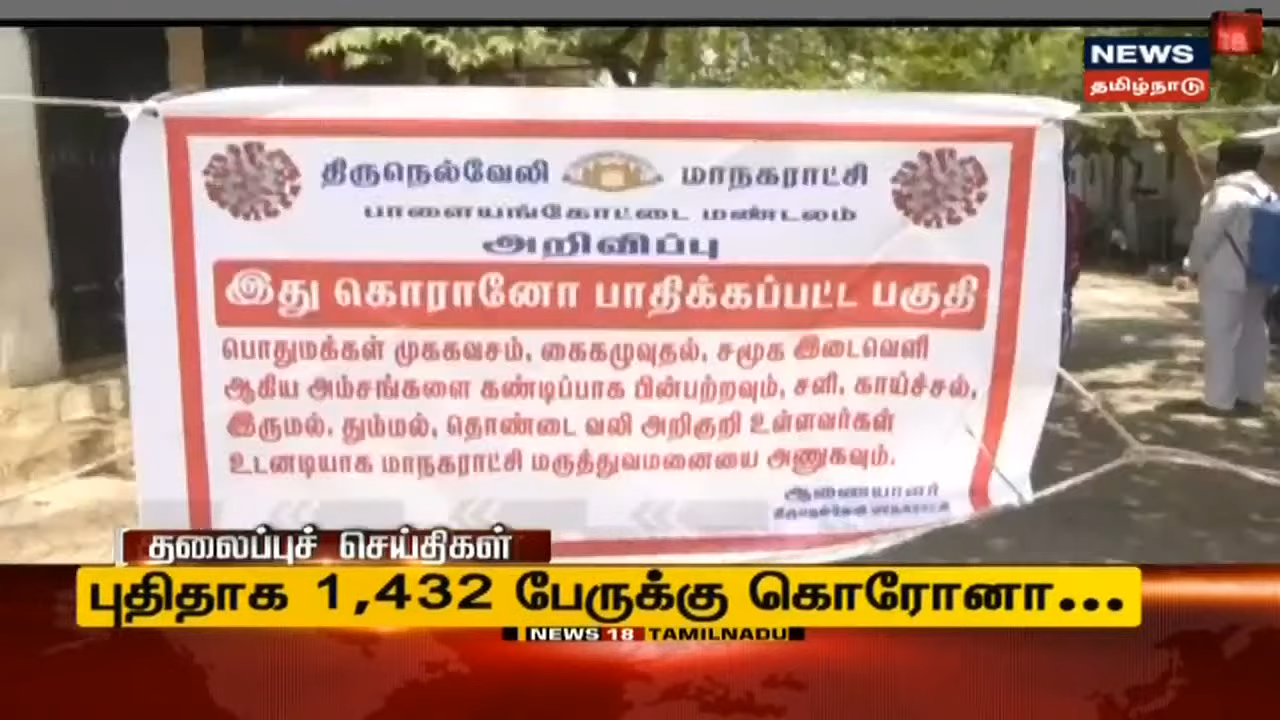 NEWS
18
தமிழ்நாடு
திருநெல்வேலி மாநகராட்சி
பாளையங்கோட்டை மண்டலம்
அறிவிப்பு
இது கொரானோ பாதிக்கப்பட்ட பகுதி
பொதுமக்கள் முககவசம், கைகழுவுதல், சமூக இடைவெளி
ஆகிய அம்சங்களை கண்டிப்பாக பின்பற்றவும், சளி, காய்ச்சல்,
இருமல், தும்மல், தொண்டை வலி அறிகுறி உள்ளவர்கள்
உடனடியாக மாநகராட்சி மருத்துவமனையை அணுகவும்.
ஆணையாளர்
திருநெல்வேலி மாநகராட்சி
தலைப்புச் செய்திகள்
புதிதாக 1,432 பேருக்கு கொரோனா...
NEWS 18 TAMILNADU